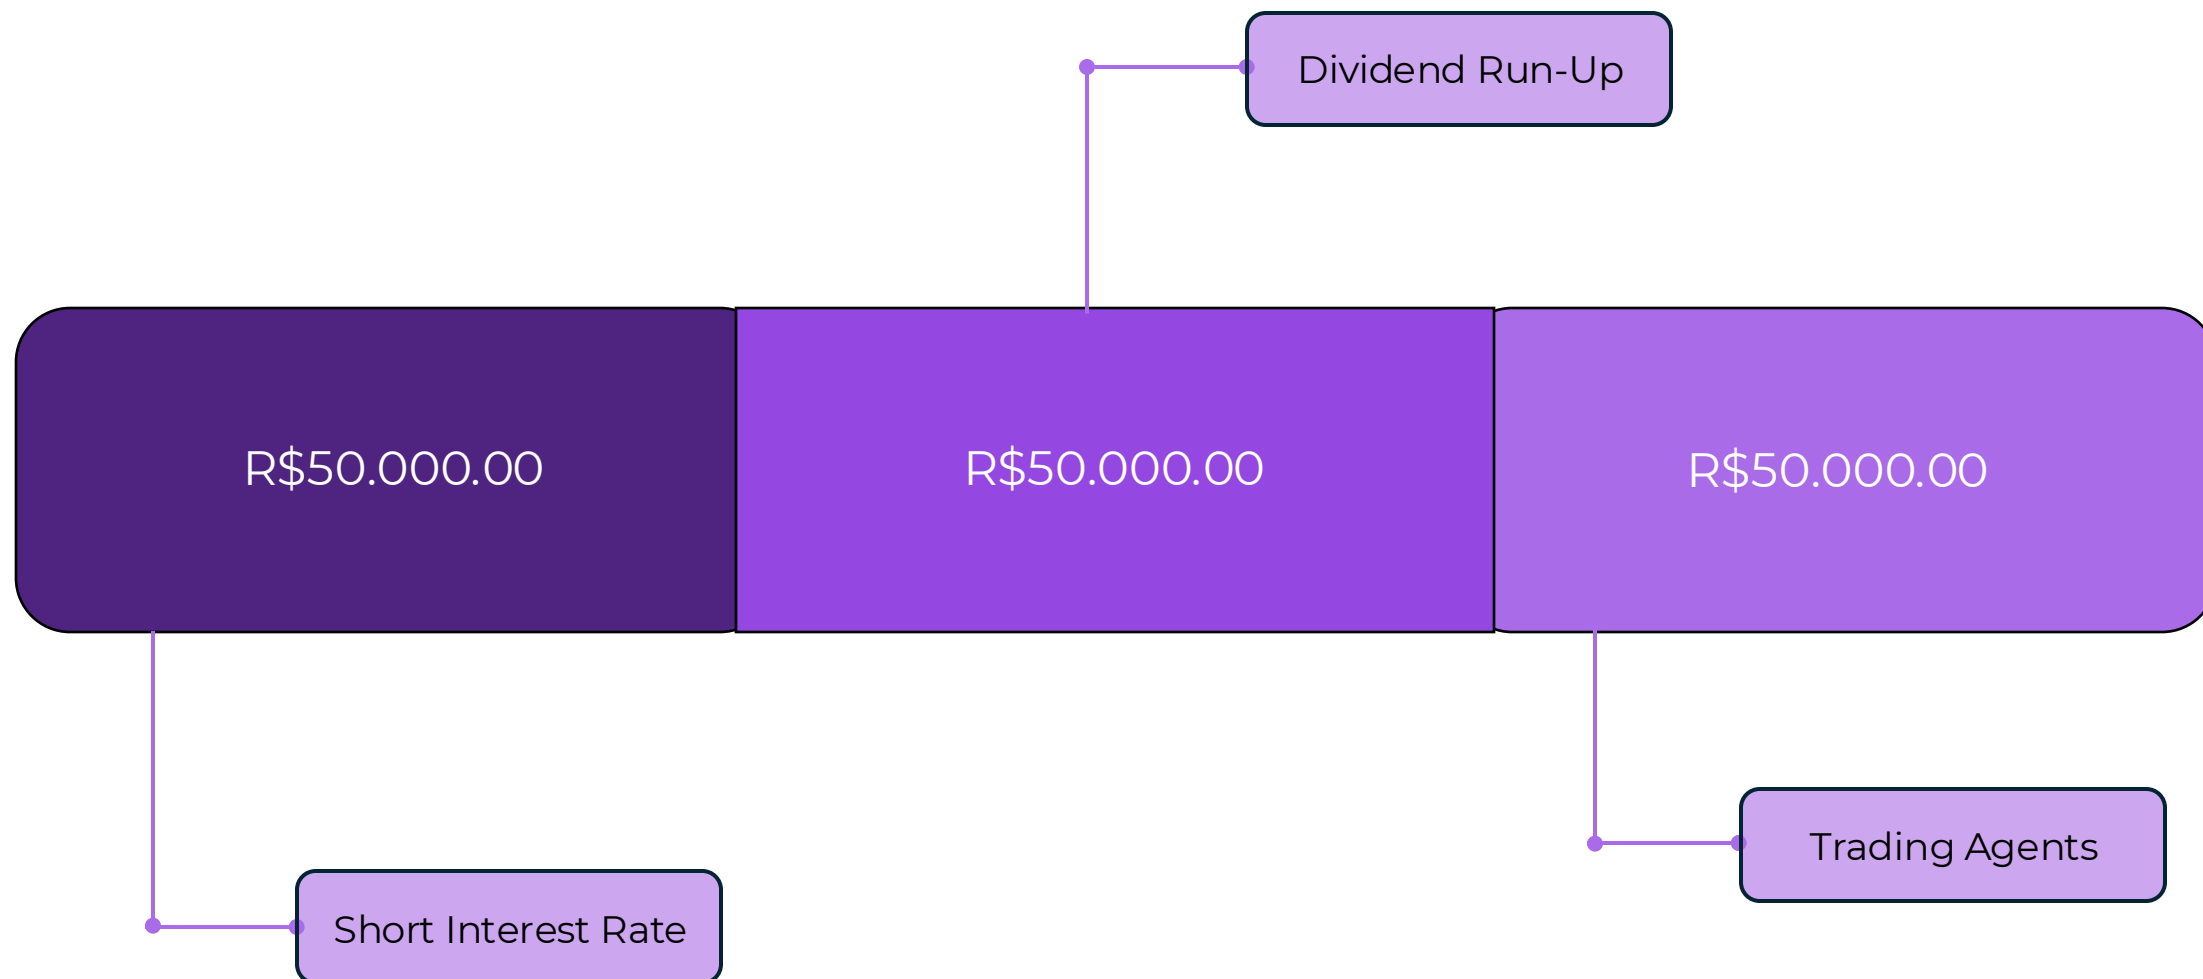 Dividend Run-Up
R$50.000.00
R$50.000.00
R$50.000.00
Trading Agents
Short Interest Rate